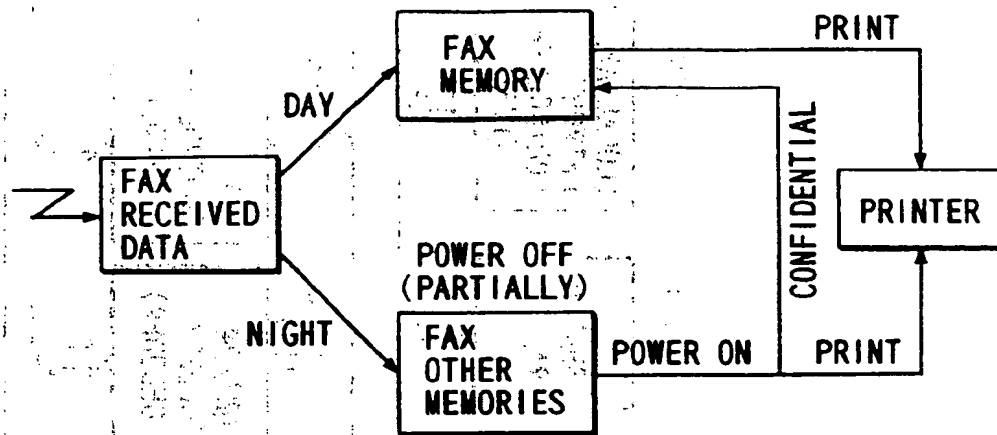 FAX
MEMORY
PRINT
DAY
CONFIDENTIAL
FAX
RECEIVED
DATA
PRINTER
POWER OFF
(PARTIALLY)
NIGHT
FAX
OTHER
MEMORIES
POWER ON
PRINT